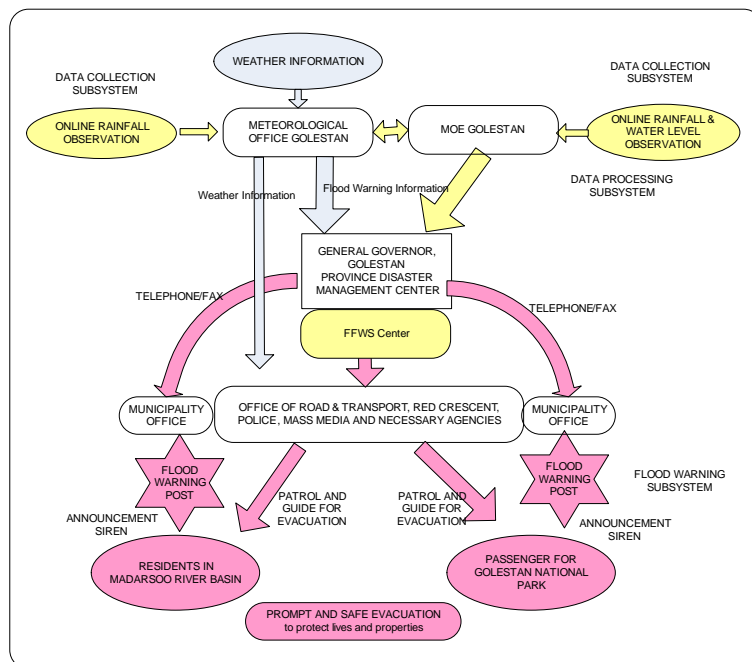 WEATHER INFORMATION
DATA COLLECTION
SUBSYSTEM
DATA COLLECTION
SUBSYSTEM
ONLINE RAINFALL
OBSERVATION
METEOROLOGICAL
OFFICE GOLESTAN
MOE GOLESTAN
ONLINE RAINFALL &
WATER LEVEL
OBSERVATION
DATA PROCESSING
SUBSYSTEM
Weather Information
Flood Warning Information
GENERAL GOVERNOR,
GOLESTAN
PROVINCE DISASTER
MANAGEMENT CENTER
TELEPHONE/FAX
TELEPHONE/FAX
FFWS Center
MUNICIPALITY
OFFICE
OFFICE OF ROAD & TRANSPORT, RED CRESCENT,
POLICE, MASS MEDIA AND NECESSARY AGENCIES
MUNICIPALITY
OFFICE
FLOOD
WARNING
POST
FLOOD
WARNING
POST
FLOOD WARNING
SUBSYSTEM
PATROL AND
GUIDE FOR
EVACUATION
PATROL AND
GUIDE FOR
EVACUATION
ANNOUNCEMENT
SIREN
ANNOUNCEMENT
SIREN
RESIDENTS IN
MADARSOO RIVER BASIN
PASSENGER FOR
GOLESTAN NATIONAL
PARK
PROMPT AND SAFE EVACUATION
to protect lives and properties